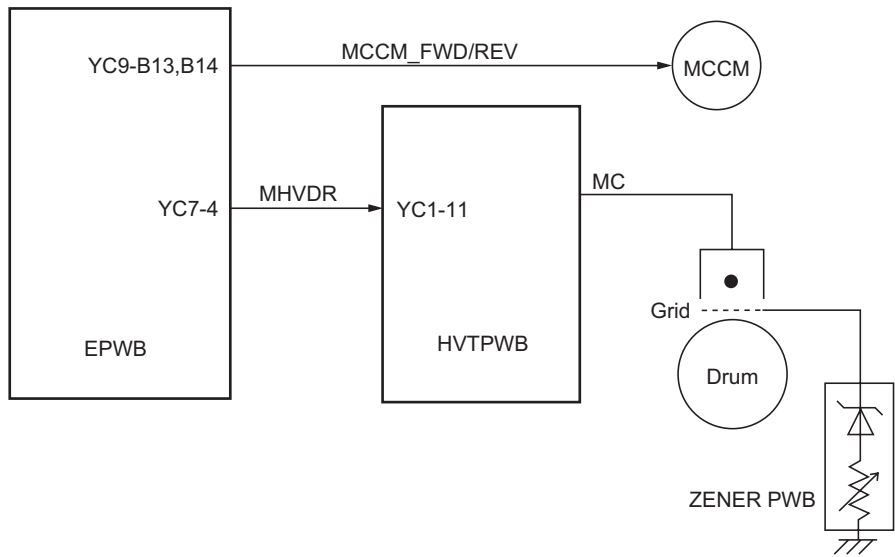 YC9-B13,B14
MCCM_FWD/REV
MCCM
YC7-4
MHVDR
YC1-11
MC
Grid
EPWB
HVTPWB
Drum
ZENER PWB